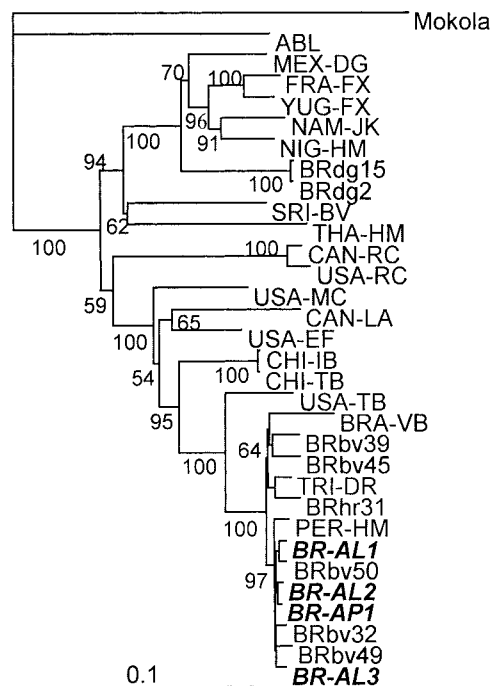 Mokola
ABL
MEX-DG
70
100
FRA-FX
YUG-FX
96
NAM-JK
91
100
NIG-HM
94
BRdg15
100
BRdg2
SRI-BV
62
THA-HM
100
100
CAN-RC
USA-RC
59
USA-MC
CAN-LA
65
100
USA-EF
CHI-IB
54
100
CHI-TB
USA-TB
95
BRA-VB
BRbv39
64
100
BRbv45
TRI-DR
BRhr31
100
PER-HM
BR-AL1
BRbv50
97
BR-AL2
BR-AP1
BRbv32
BRbv49
0.1
BR-AL3